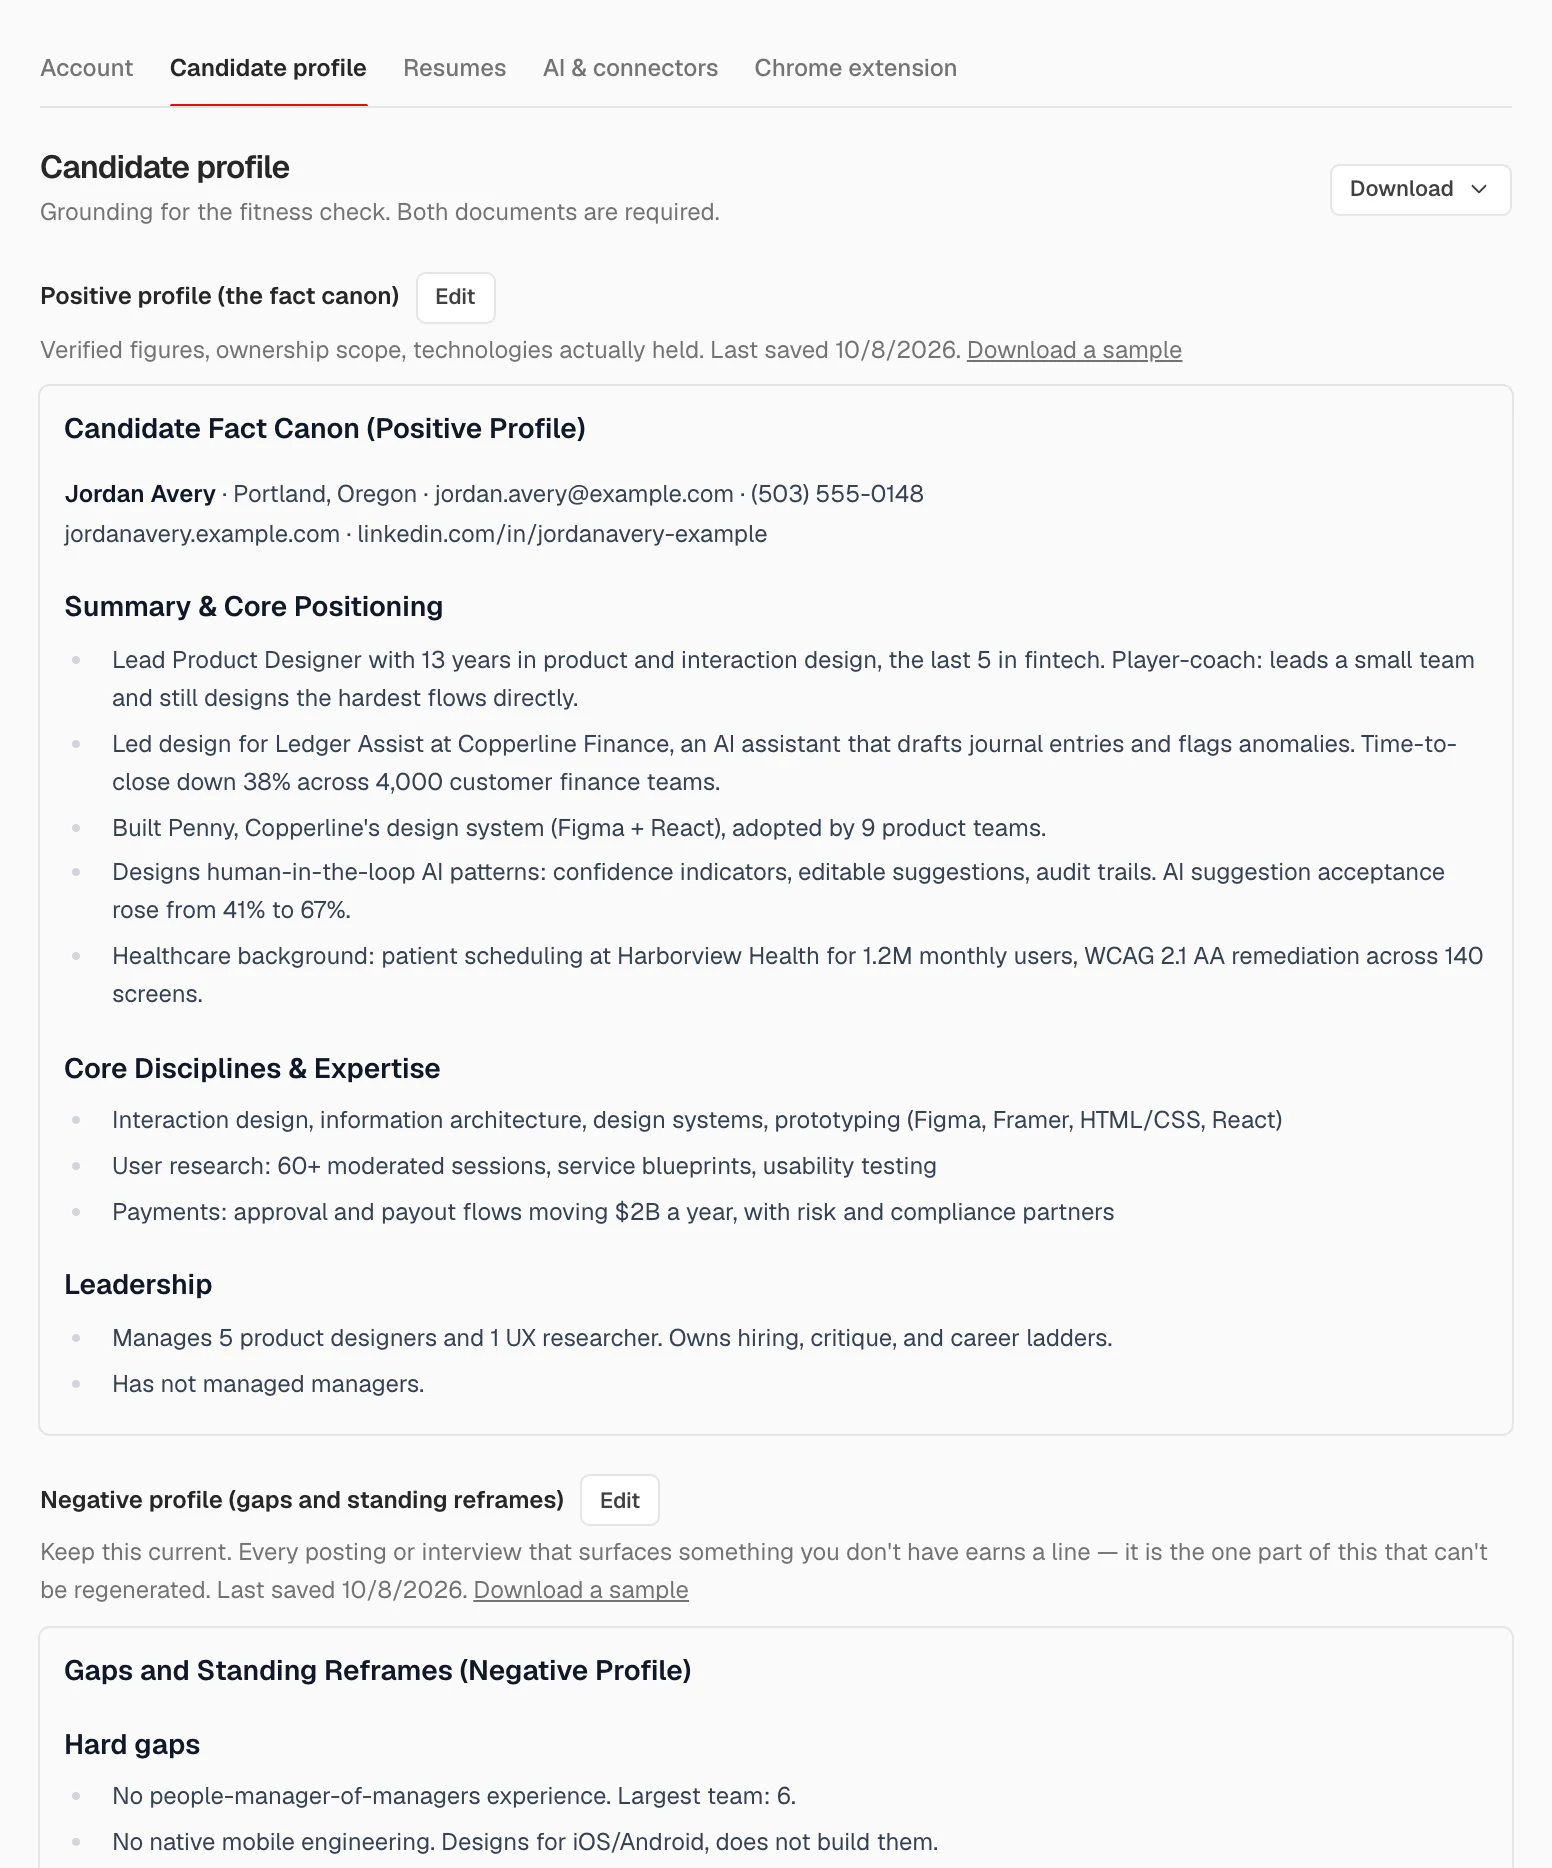 Account Candidate profile Resumes AI & connectors Chrome extension
Candidate profile
Grounding for the fitness check. Both documents are required.
Download
Positive profile (the fact canon) Edit
Verified figures, ownership scope, technologies actually held. Last saved 10/8/2026. Download a sample
Candidate Fact Canon (Positive Profile)
Jordan Avery · Portland, Oregon · jordan.avery@example.com · (503) 555-0148
jordanavery.example.com · linkedin.com/in/jordanavery-example
Summary & Core Positioning
Lead Product Designer with 13 years in product and interaction design, the last 5 in fintech. Player-coach: leads a small team
and still designs the hardest flows directly.
Led design for Ledger Assist at Copperline Finance, an AI assistant that drafts journal entries and flags anomalies. Time-to-
close down 38% across 4,000 customer finance teams.
Built Penny, Copperline's design system (Figma + React), adopted by 9 product teams.
Designs human-in-the-loop AI patterns: confidence indicators, editable suggestions, audit trails. AI suggestion acceptance
rose from 41% to 67%.
Healthcare background: patient scheduling at Harborview Health for 1.2M monthly users, WCAG 2.1 AA remediation across 140
screens.
Core Disciplines & Expertise
Interaction design, information architecture, design systems, prototyping (Figma, Framer, HTML/CSS, React)
User research: 60+ moderated sessions, service blueprints, usability testing
Payments: approval and payout flows moving $2B a year, with risk and compliance partners
Leadership
Manages 5 product designers and 1 UX researcher. Owns hiring, critique, and career ladders.
Has not managed managers.
Negative profile (gaps and standing reframes) Edit
Keep this current. Every posting or interview that surfaces something you don't have earns a line — it is the one part of this that can't
be regenerated. Last saved 10/8/2026. Download a sample
Gaps and Standing Reframes (Negative Profile)
Hard gaps
No people-manager-of-managers experience. Largest team: 6.
No native mobile engineering. Designs for iOS/Android, does not build them.